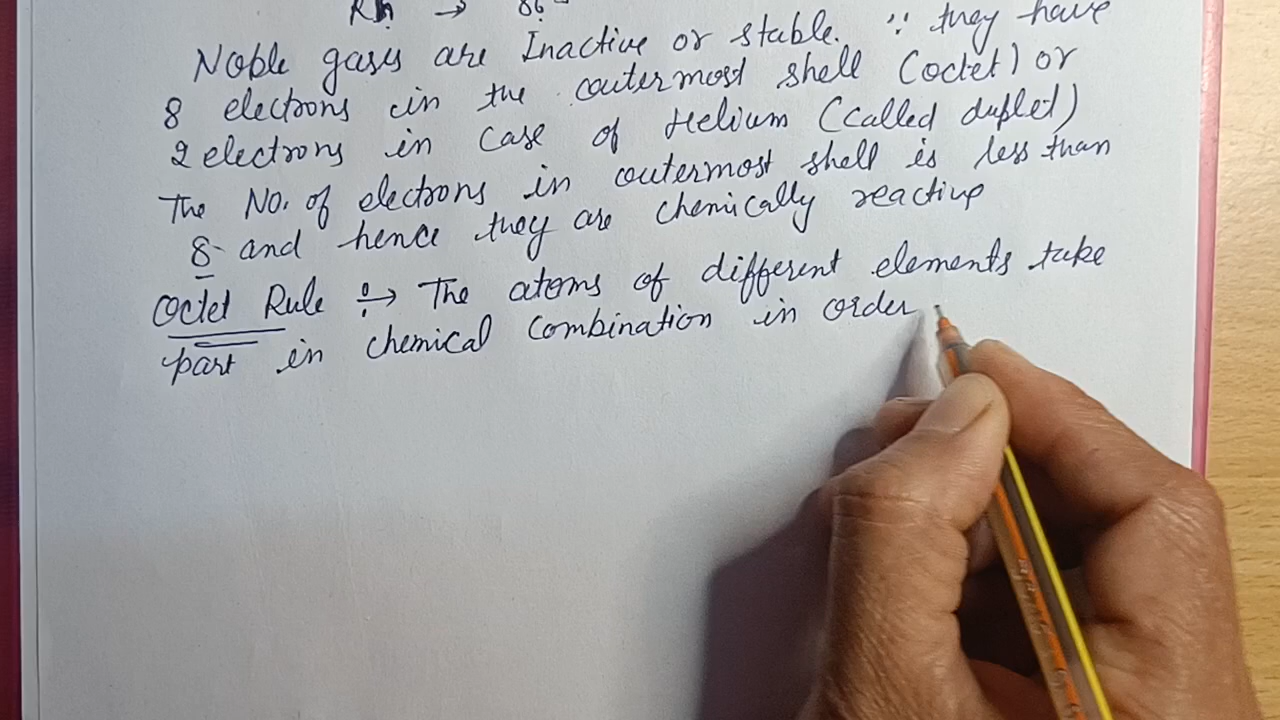 Rn → 86
Noble gases are Inactive or stable. ∵ they have
8 electrons in the outermost shell (octet) or
2 electrons in case of Helium (called duplet)
The No. of electrons in outermost shell is less than
8 and hence they are chemically reactive
Octet Rule :→ The atoms of different elements take
part in chemical combination in order